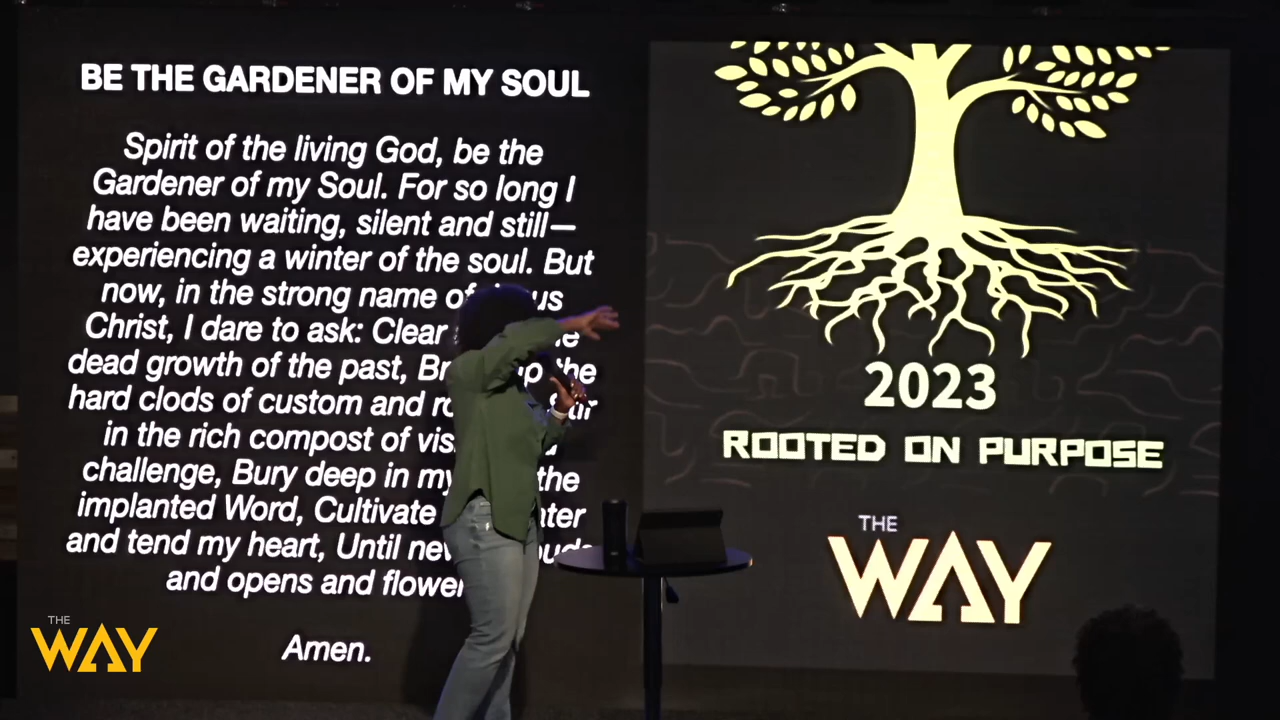 BE THE GARDENER OF MY SOUL
Spirit of the living God, be the
Gardener of my Soul. For so long I
have been waiting, silent and still—
experiencing a winter of the soul. But
now, in the strong name of
Christ, I dare to ask: Clear
dead growth of the past, the
hard clods of custom and
in the rich compost of
challenge, Bury deep in my the
implanted Word, Cultivate
and tend my heart, Until
and opens and
Amen.
2023
ROOTED ON PURPOSE
THE
WAY
THE
WAY